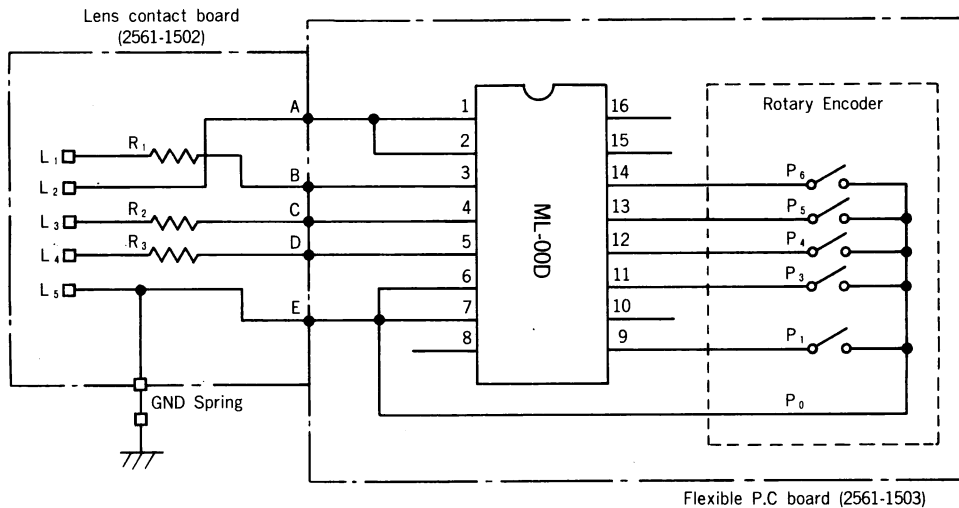 Lens contact board
(2561-1502)
A
1
16
Rotary Encoder
2
15
L₁
R₁
B
3
14
P₆
L₂
C
4
13
P₅
L₃
R₂
D
5
12
P₄
L₄
R₃
ML-00D
6
11
P₃
L₅
E
7
10
8
9
P₁
GND Spring
P₀
Flexible P.C board (2561-1503)